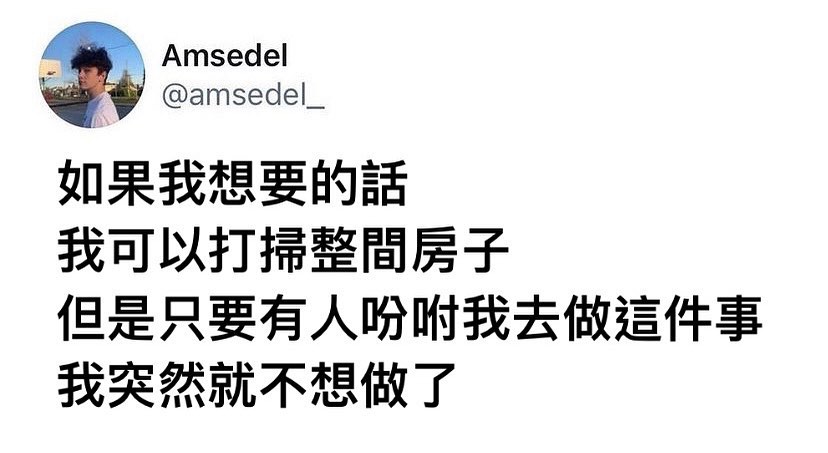 Amsedel
@amsedel_
如果我想要的話
我可以打掃整間房子
但是只要有人吩咐我去做這件事
我突然就不想做了